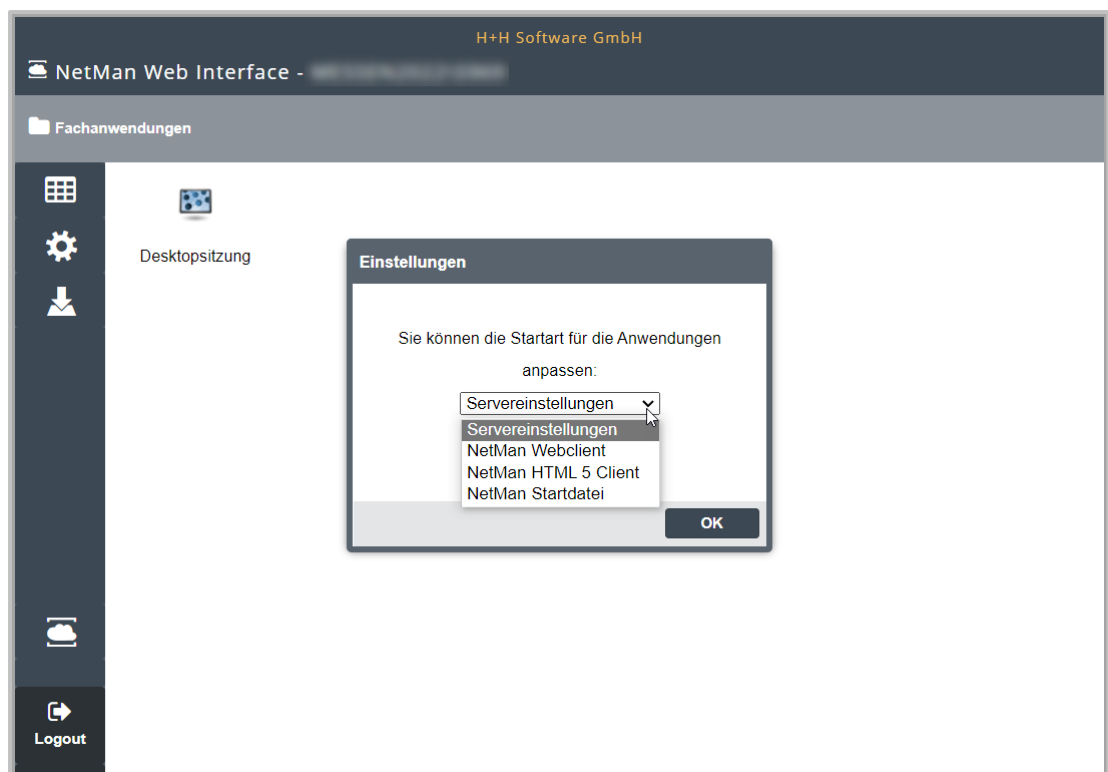 H+H Software GmbH
NetMan Web Interface -
Fachanwendungen
Desktopsitzung
Einstellungen
Sie können die Startart für die Anwendungen
anpassen:
Servereinstellungen
Servereinstellungen
NetMan Webclient
NetMan HTML 5 Client
NetMan Startdatei
OK
Logout